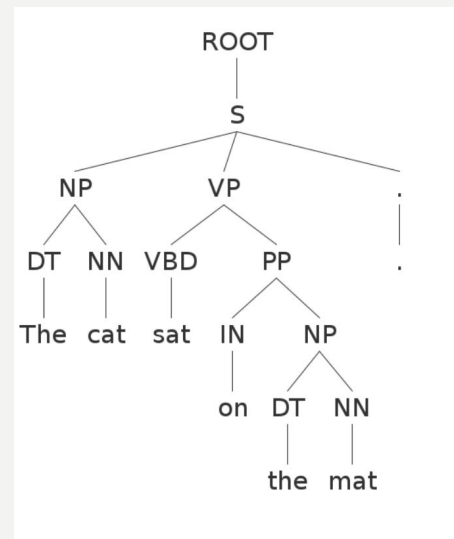 ROOT
S
NP VP .
DT NN VBD PP .
The cat sat IN NP
on DT NN
the mat